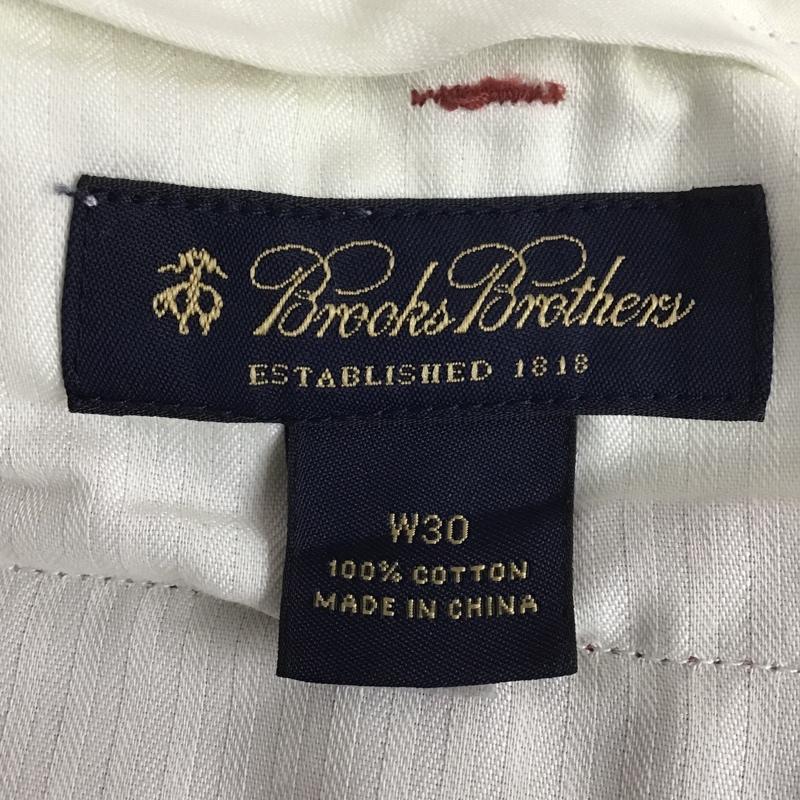 Brooks Brothers
ESTABLISHED 1818
W30
100% COTTON
MADE IN CHINA